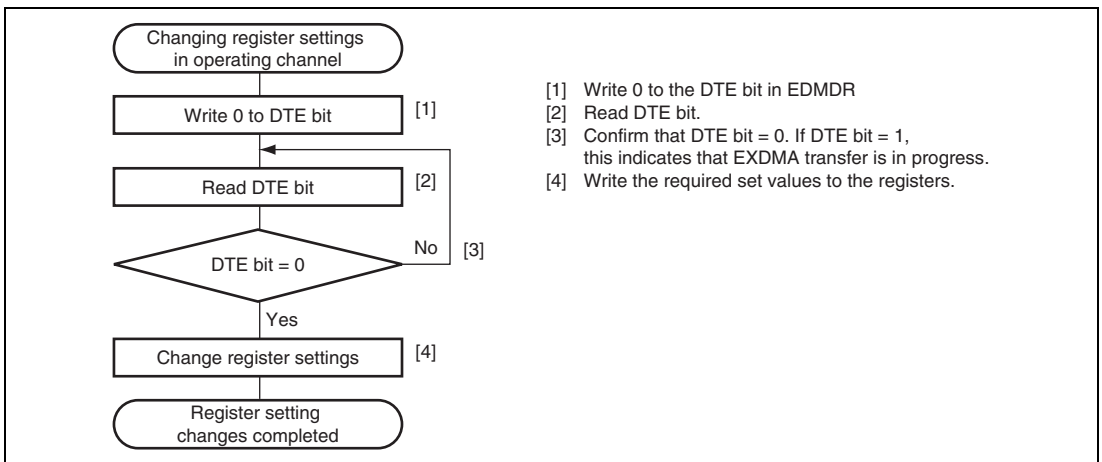 Changing register settings
in operating channel
Write 0 to DTE bit
[1]
Read DTE bit
[2]
No
[3]
DTE bit = 0
Yes
Change register settings
[4]
Register setting
changes completed
[1] Write 0 to the DTE bit in EDMDR
[2] Read DTE bit.
[3] Confirm that DTE bit = 0. If DTE bit = 1,
this indicates that EXDMA transfer is in progress.
[4] Write the required set values to the registers.